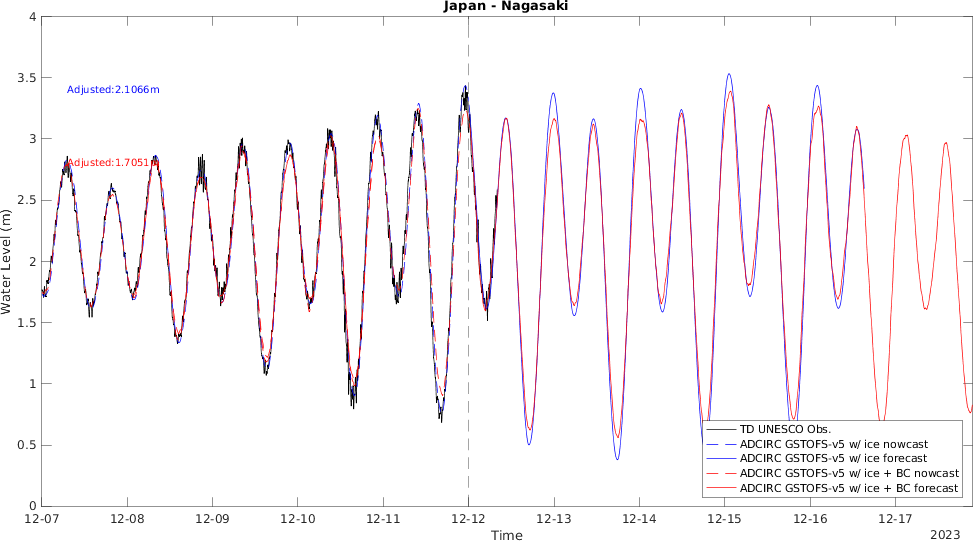 Japan - Nagasaki
4
3.5
3
2.5
2
1.5
1
0.5
0
Water Level (m)
Adjusted:2.1066m
Adjusted:1.7051
TD UNESCO Obs.
ADCIRC GSTOFS-v5 w/ ice nowcast
ADCIRC GSTOFS-v5 w/ ice forecast
ADCIRC GSTOFS-v5 w/ ice + BC nowcast
ADCIRC GSTOFS-v5 w/ ice + BC forecast
12-07 12-08 12-09 12-10 12-11 12-12 12-13 12-14 12-15 12-16 12-17
Time
2023